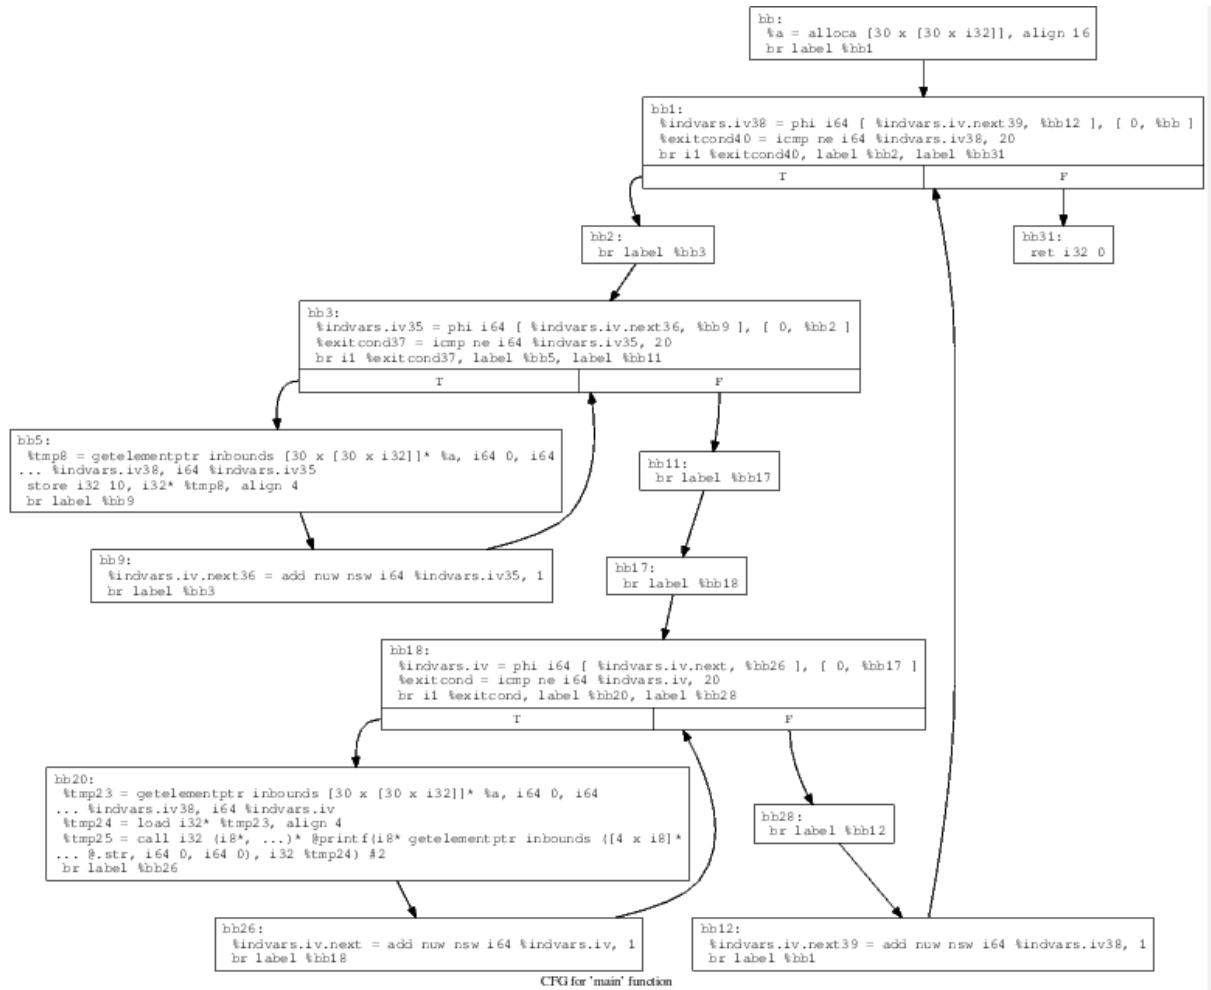 bb:
%a = alloca [30 x [30 x i32]], align 16
br label %bb1
bb1:
%indvars.iv38 = phi i64 [ %indvars.iv.next39, %bb12 ], [ 0, %bb ]
%exitcond40 = icmp ne i64 %indvars.iv38, 20
br i1 %exitcond40, label %bb2, label %bb31
T F
bb2:
br label %bb3
bb31:
ret i32 0
bb3:
%indvars.iv35 = phi i64 [ %indvars.iv.next36, %bb9 ], [ 0, %bb2 ]
%exitcond37 = icmp ne i64 %indvars.iv35, 20
br i1 %exitcond37, label %bb5, label %bb11
T F
bb5:
%tmp8 = getelementptr inbounds [30 x [30 x i32]]* %a, i64 0, i64
... %indvars.iv38, i64 %indvars.iv35
store i32 10, i32* %tmp8, align 4
br label %bb9
bb11:
br label %bb17
bb9:
%indvars.iv.next36 = add nuw nsw i64 %indvars.iv35, 1
br label %bb3
bb17:
br label %bb18
bb18:
%indvars.iv = phi i64 [ %indvars.iv.next, %bb26 ], [ 0, %bb17 ]
%exitcond = icmp ne i64 %indvars.iv, 20
br i1 %exitcond, label %bb20, label %bb28
T F
bb20:
%tmp23 = getelementptr inbounds [30 x [30 x i32]]* %a, i64 0, i64
... %indvars.iv38, i64 %indvars.iv
%tmp24 = load i32* %tmp23, align 4
%tmp25 = call i32 (i8*, ...)* @printf(i8* getelementptr inbounds ([4 x i8]*
... @.str, i64 0, i64 0), i32 %tmp24) #2
br label %bb26
bb28:
br label %bb12
bb26:
%indvars.iv.next = add nuw nsw i64 %indvars.iv, 1
br label %bb18
bb12:
%indvars.iv.next39 = add nuw nsw i64 %indvars.iv38, 1
br label %bb1
CFG for 'main' function